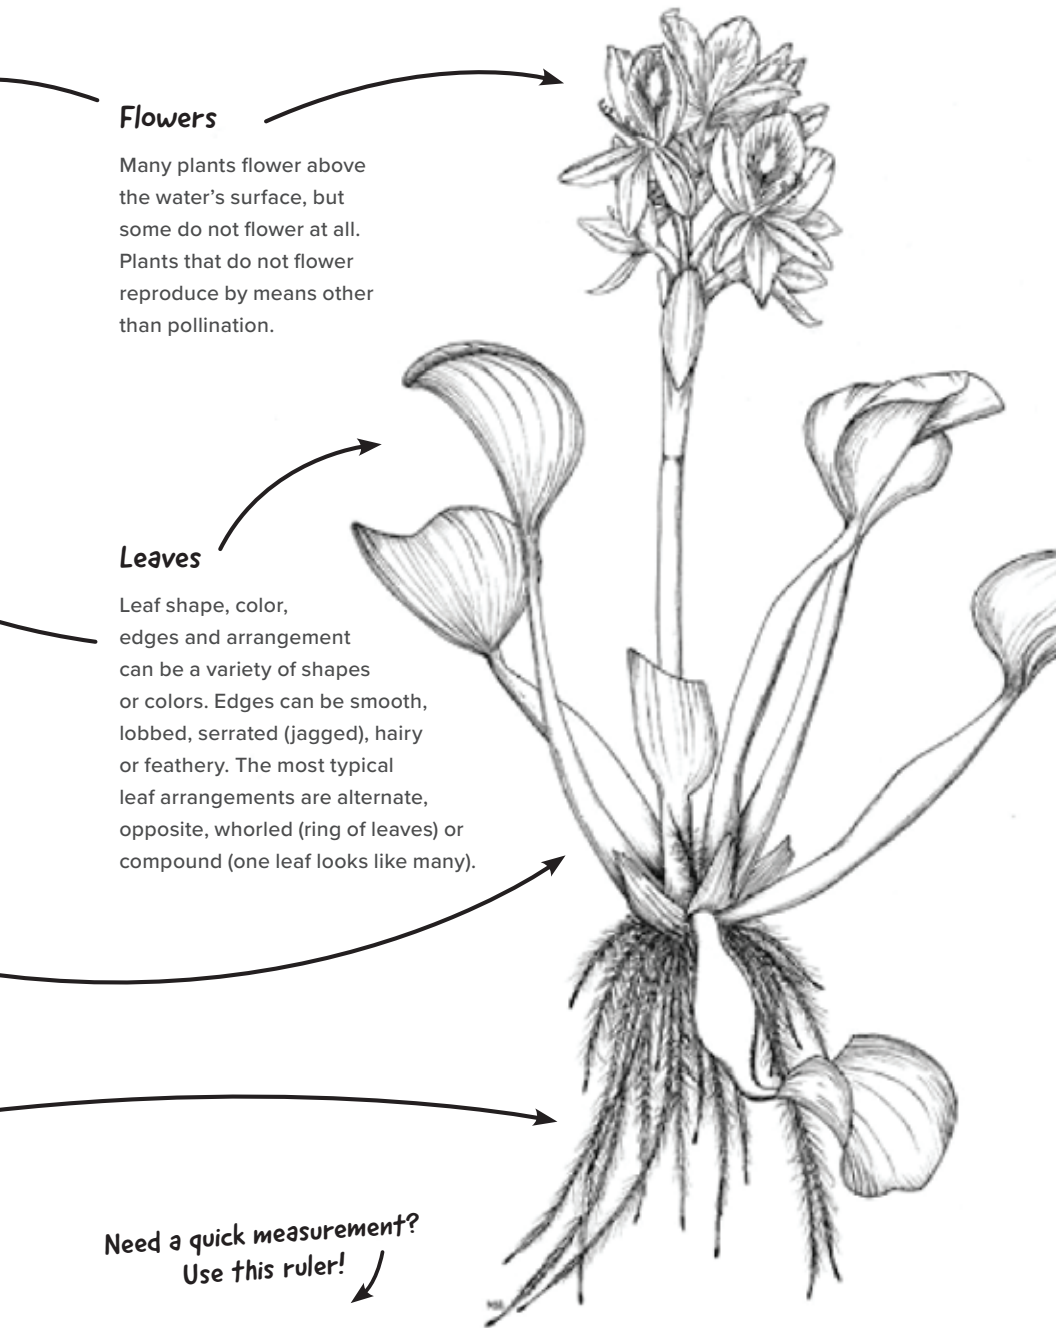 Flowers
Many plants flower above
the water’s surface, but
some do not flower at all.
Plants that do not flower
reproduce by means other
than pollination.
Leaves
Leaf shape, color,
edges and arrangement
can be a variety of shapes
or colors. Edges can be smooth,
lobbed, serrated (jagged), hairy
or feathery. The most typical
leaf arrangements are alternate,
opposite, whorled (ring of leaves) or
compound (one leaf looks like many).
Need a quick measurement?
Use this ruler!